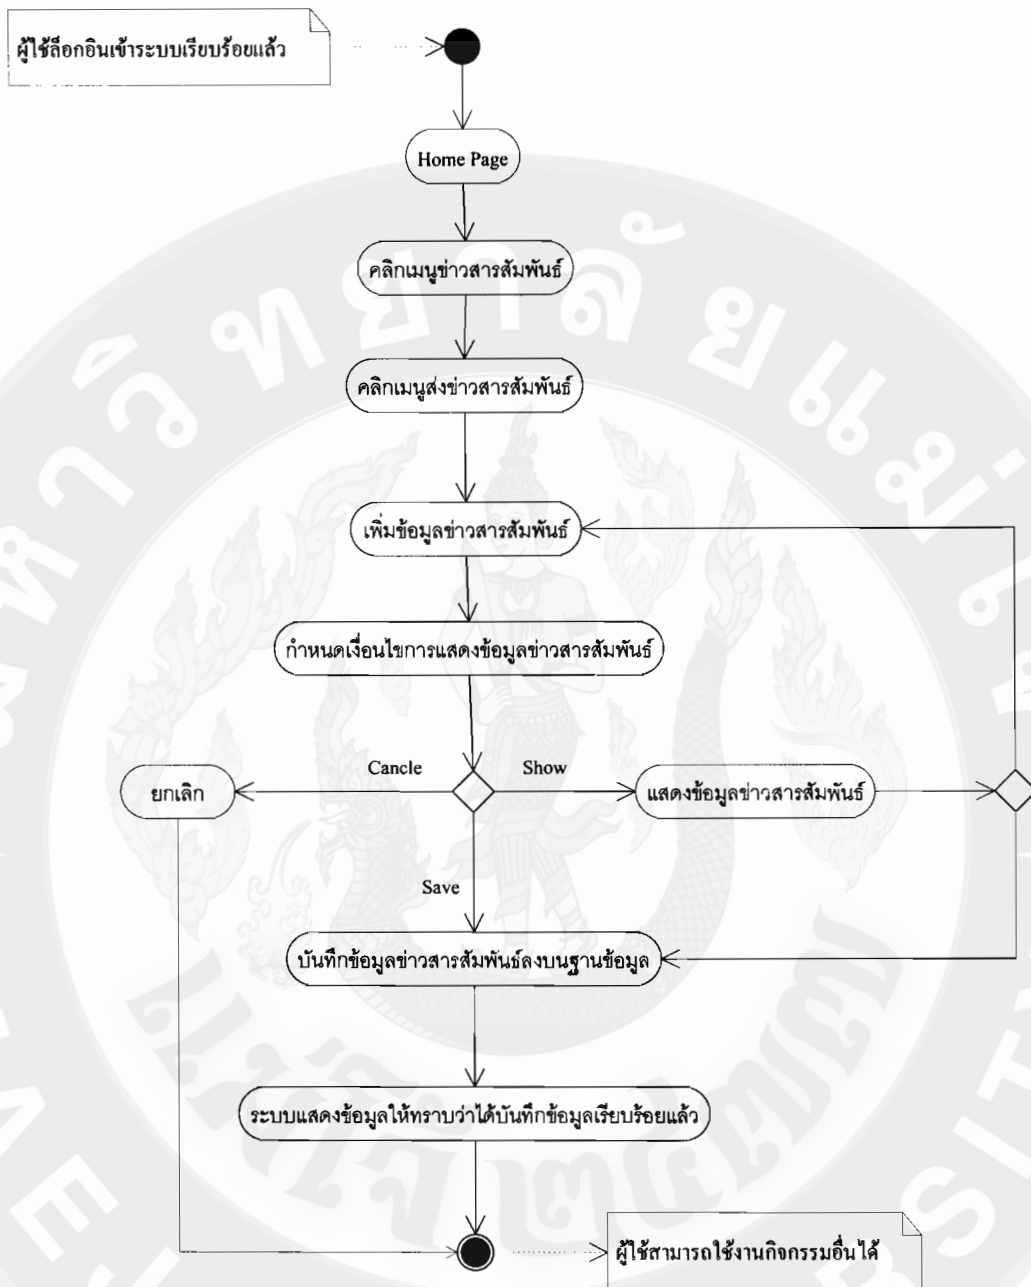 ผู้ใช้ล็อกอินเข้าระบบเรียบร้อยแล้ว
Home Page
คลิกเมนูข่าวสารสัมพันธ์
คลิกเมนูส่งข่าวสารสัมพันธ์
เพิ่มข้อมูลข่าวสารสัมพันธ์
กำหนดเงื่อนไขการแสดงข้อมูลข่าวสารสัมพันธ์
Cancle
Show
ยกเลิก
แสดงข้อมูลข่าวสารสัมพันธ์
Save
บันทึกข้อมูลข่าวสารสัมพันธ์ลงบนฐานข้อมูล
ระบบแสดงข้อมูลให้ทราบว่าได้บันทึกข้อมูลเรียบร้อยแล้ว
ผู้ใช้สามารถใช้งานกิจกรรมอื่นได้